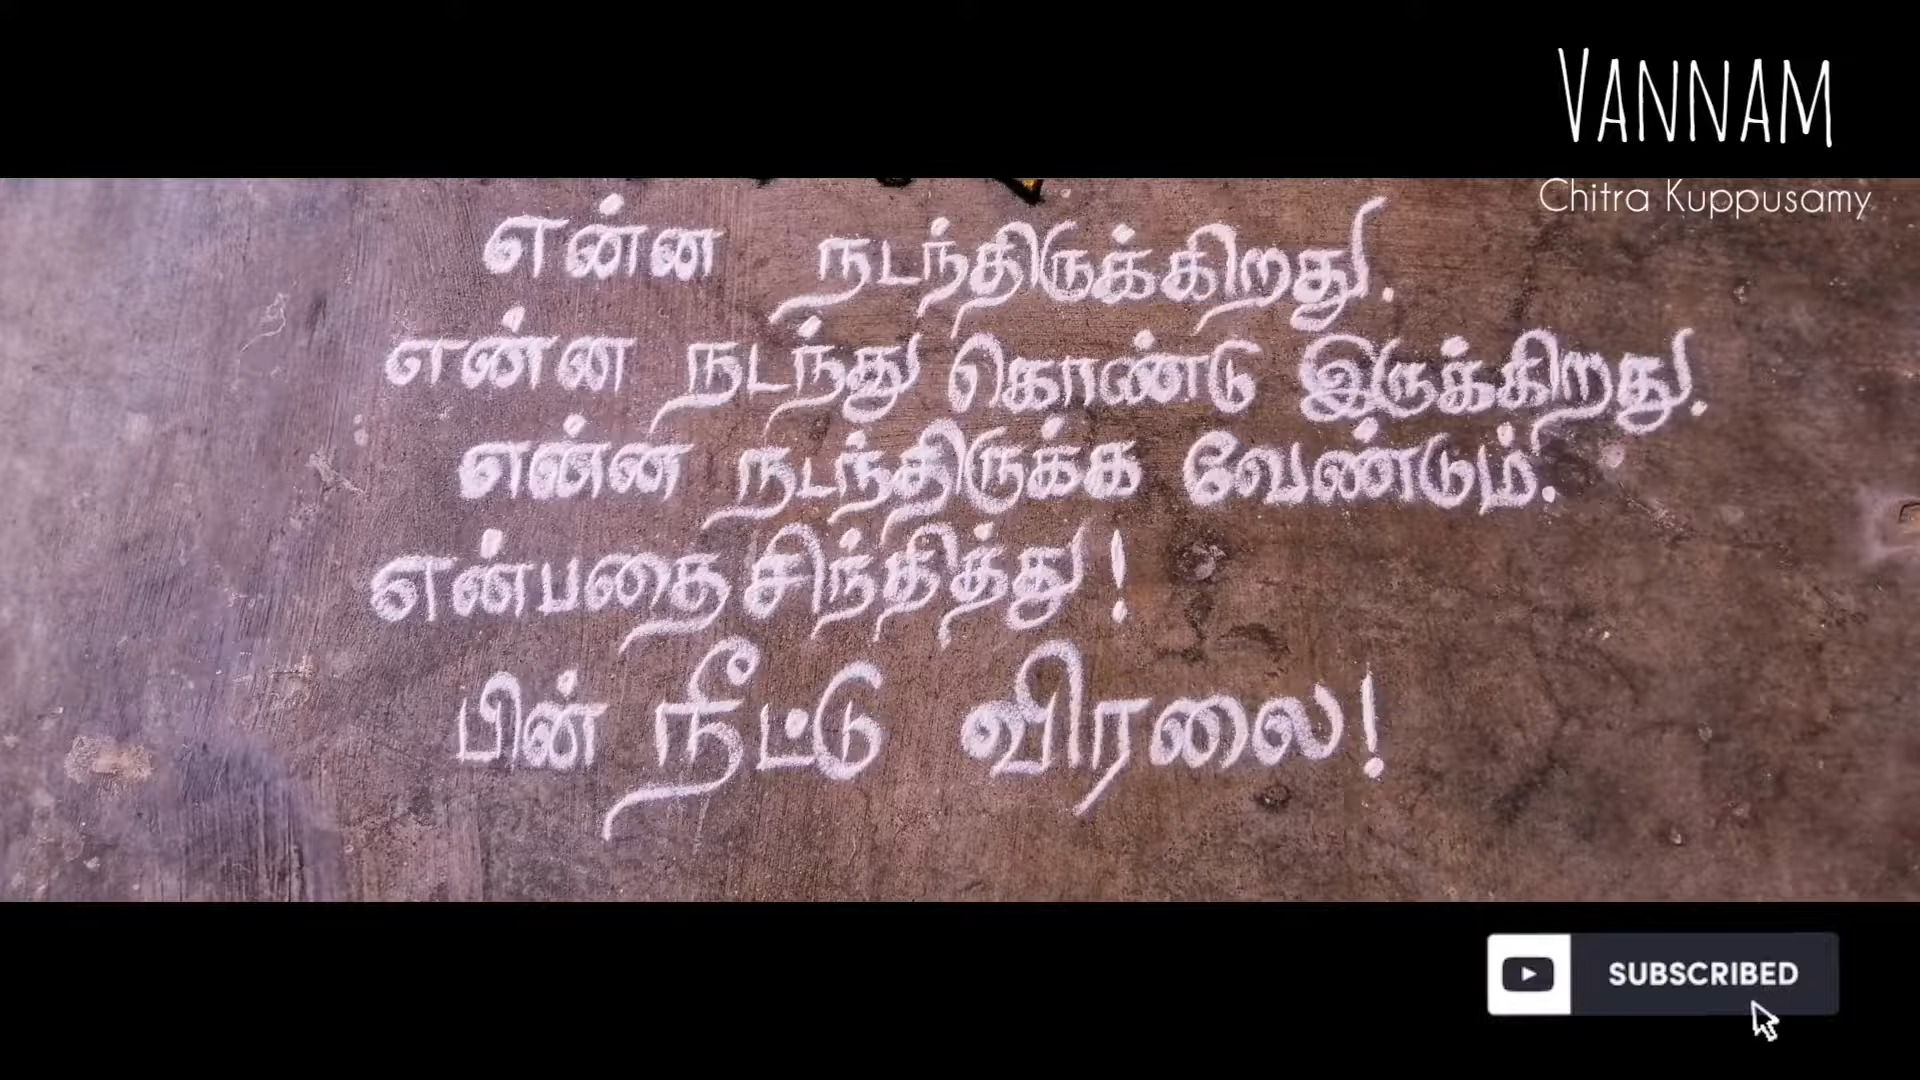 VANNAM
Chitra Kuppusamy
என்ன நடந்திருக்கிறது.
என்ன நடந்து கொண்டு இருக்கிறது.
என்ன நடந்திருக்க வேண்டும்.
என்பதை சிந்தித்து!
பின் நீட்டு விரலை!
SUBSCRIBED